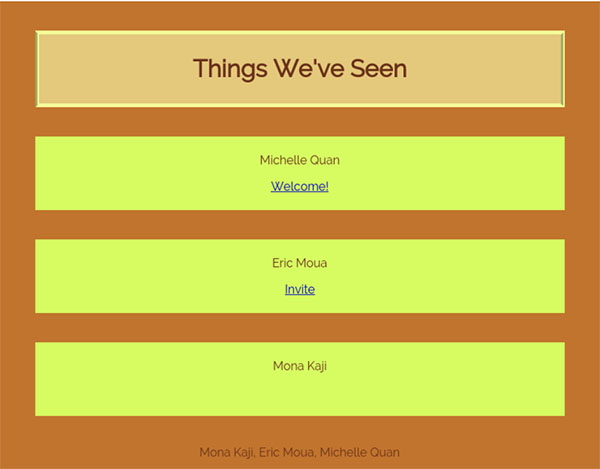 Things We've Seen
Michelle Quan
Welcome!
Eric Moua
Invite
Mona Kaji
Mona Kaji, Eric Moua, Michelle Quan